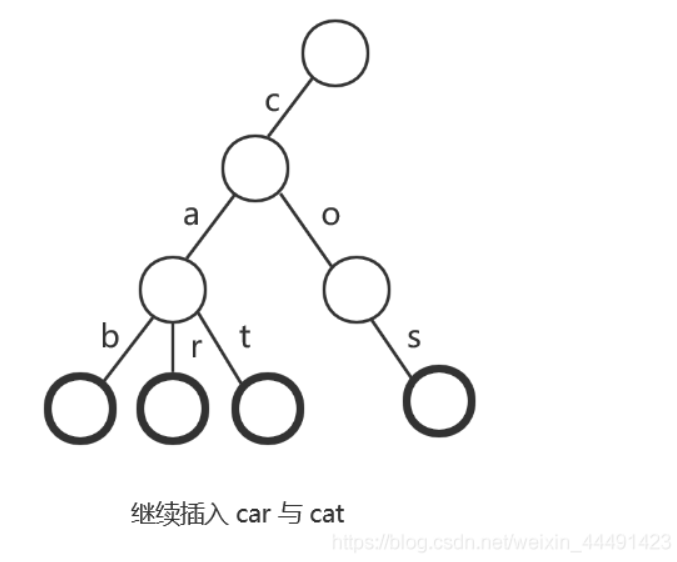 c
a
o
b
r
t
s
继续插入 car 与 cat
https://blog.csdn.net/weixin_44491423